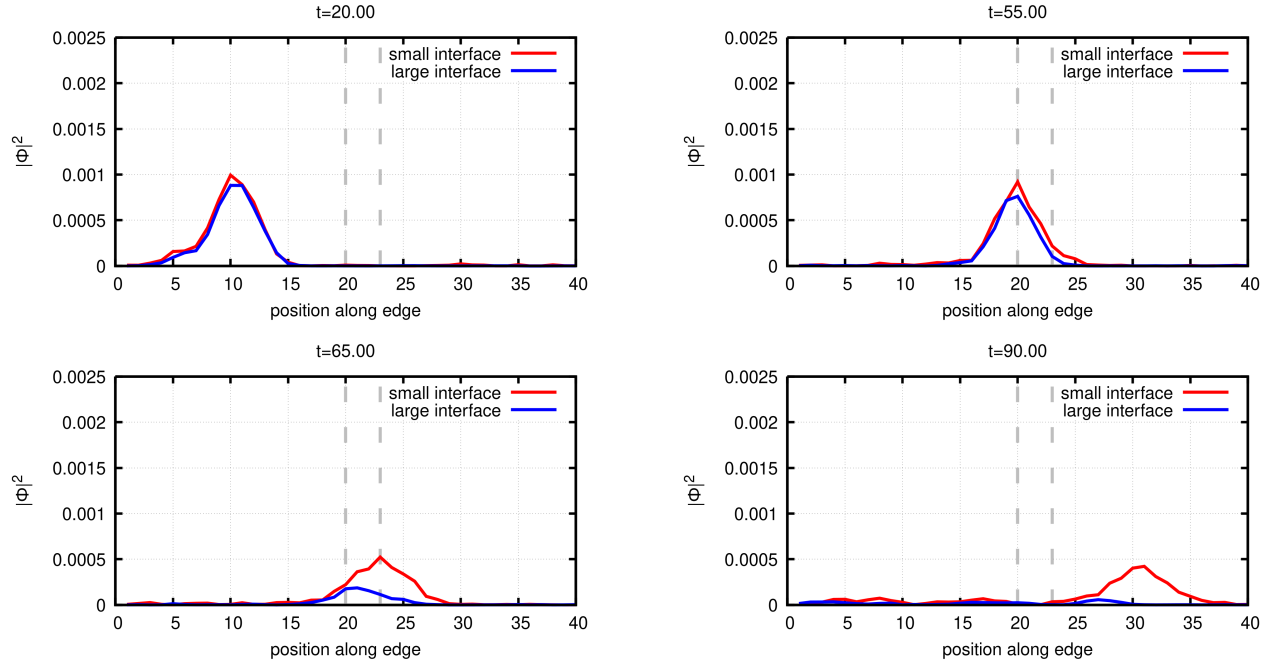 t=20.00
0.0025
0.002
0.0015
0.001
0.0005
0
|Φ|²
small interface
large interface
0 5 10 15 20 25 30 35 40
position along edge
t=55.00
0.0025
0.002
0.0015
0.001
0.0005
0
|Φ|²
small interface
large interface
0 5 10 15 20 25 30 35 40
position along edge
t=65.00
0.0025
0.002
0.0015
0.001
0.0005
0
|Φ|²
small interface
large interface
0 5 10 15 20 25 30 35 40
position along edge
t=90.00
0.0025
0.002
0.0015
0.001
0.0005
0
|Φ|²
small interface
large interface
0 5 10 15 20 25 30 35 40
position along edge